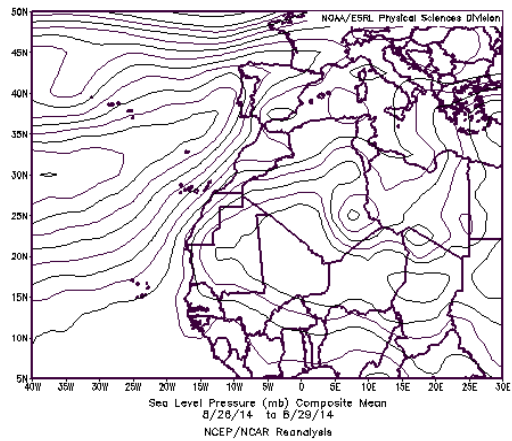 NOAA/ESRL Physical Sciences Division
50N
45N
40N
35N
30N
25N
20N
15N
10N
5N
40W 35W 30W 25W 20W 15W 10W 5W 0 5E 10E 15E 20E 25E 30E
Sea Level Pressure (mb) Composite Mean
8/26/14 to 8/29/14
NCEP/NCAR Reanalysis